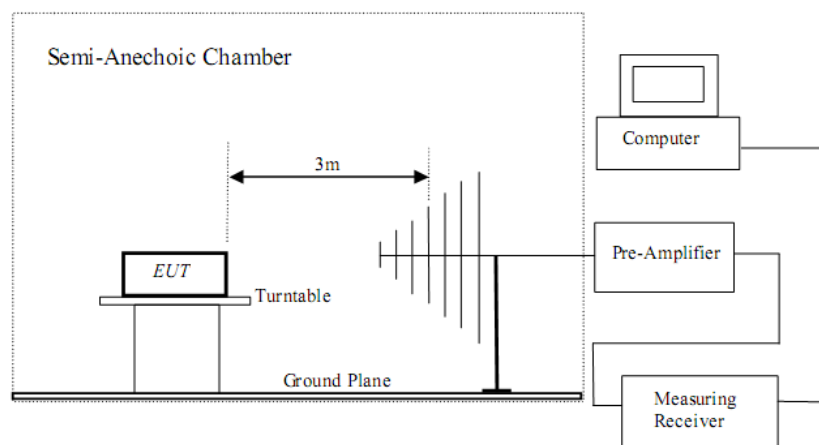 Semi-Anechoic Chamber
Computer
3m
Pre-Amplifier
EUT
Turntable
Ground Plane
Measuring
Receiver